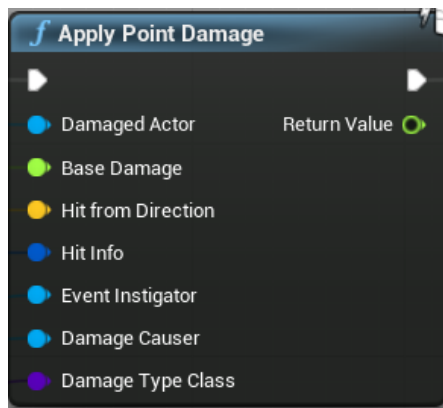 f Apply Point Damage
Damaged Actor Return Value
Base Damage
Hit from Direction
Hit Info
Event Instigator
Damage Causer
Damage Type Class